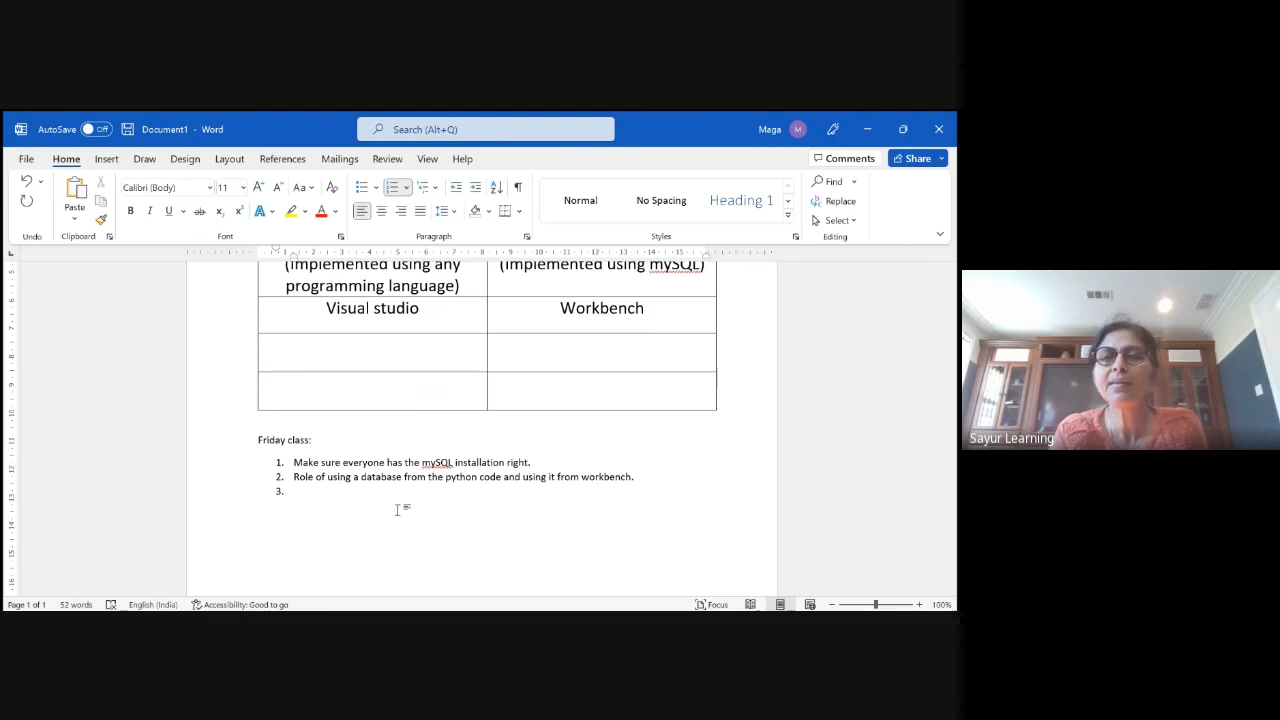 AutoSave Off Document1 - Word Search (Alt+Q) Maga M
File Home Insert Draw Design Layout References Mailings Review View Help Comments Share
Paste Calibri (Body) 11 Aa Normal No Spacing Heading 1 Find Replace Select
Undo Clipboard Font Paragraph Styles Editing
(Implemented using any (Implemented using mySQL)
programming language)
Visual studio Workbench
Friday class:
1. Make sure everyone has the mySQL installation right.
2. Role of using a database from the python code and using it from workbench.
3.
Sayur Learning
Page 1 of 1 52 words English (India) Accessibility: Good to go Focus 100%